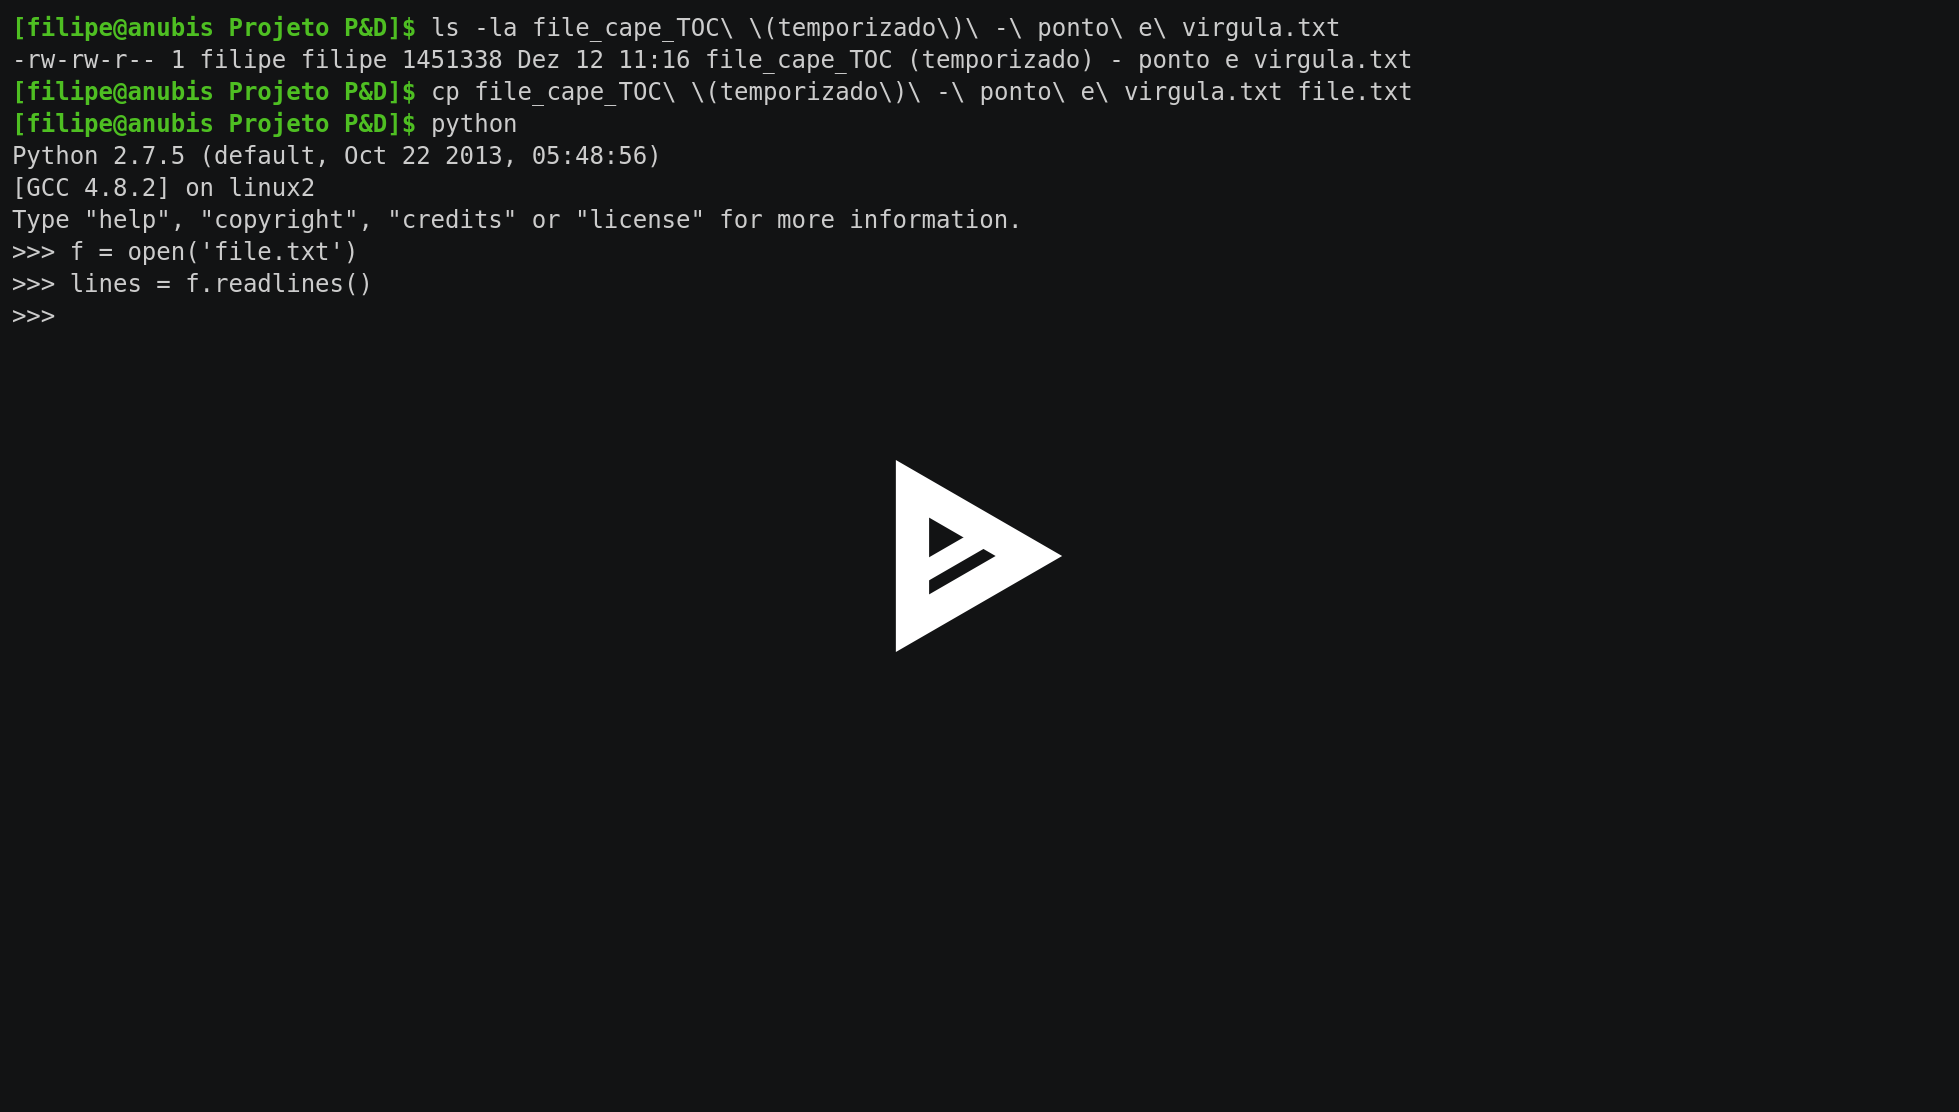 [filipe@anubis Projeto P&D]$ ls -la file_cape_TOC\ \(temporizado\)\ -\ ponto\ e\ virgula.txt
-rw-rw-r-- 1 filipe filipe 1451338 Dez 12 11:16 file_cape_TOC (temporizado) - ponto e virgula.txt
[filipe@anubis Projeto P&D]$ cp file_cape_TOC\ \(temporizado\)\ -\ ponto\ e\ virgula.txt file.txt
[filipe@anubis Projeto P&D]$ python
Python 2.7.5 (default, Oct 22 2013, 05:48:56)
[GCC 4.8.2] on linux2
Type "help", "copyright", "credits" or "license" for more information.
>>> f = open('file.txt')
>>> lines = f.readlines()
>>>